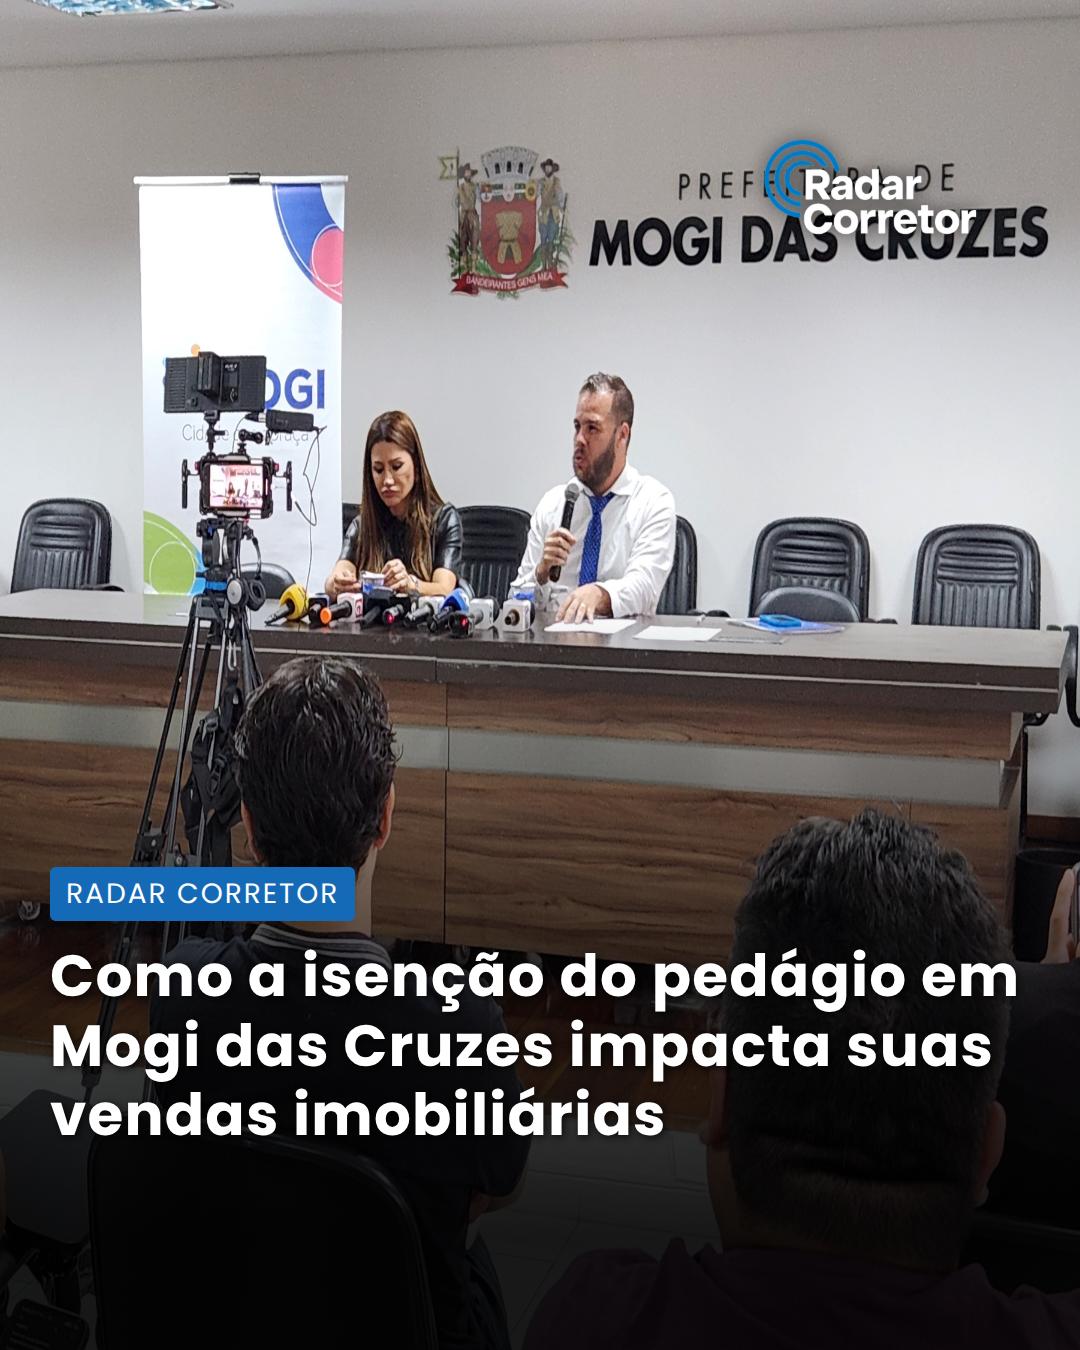 PREFEITURA DE
Radar
Corretor
MOGI DAS CRUZES
BANDEIRANTES GENS MEA
OGI
RADAR CORRETOR
Como a isenção do pedágio em
Mogi das Cruzes impacta suas
vendas imobiliárias